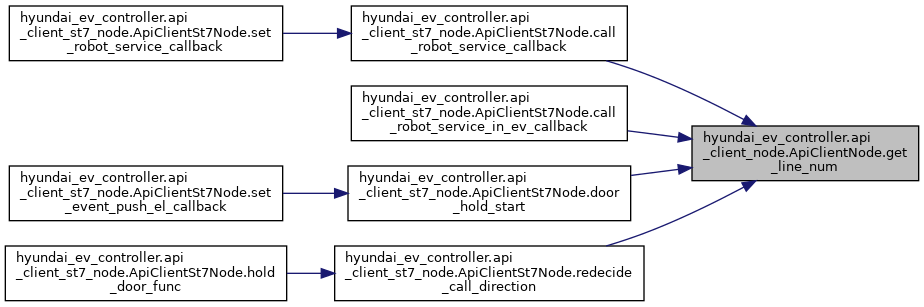 hyundai_ev_controller.api
_client_st7_node.ApiClientSt7Node.set
_robot_service_callback
hyundai_ev_controller.api
_client_st7_node.ApiClientSt7Node.call
_robot_service_callback
hyundai_ev_controller.api
_client_st7_node.ApiClientSt7Node.call
_robot_service_in_ev_callback
hyundai_ev_controller.api
_client_node.ApiClientNode.get
_line_num
hyundai_ev_controller.api
_client_st7_node.ApiClientSt7Node.set
_event_push_el_callback
hyundai_ev_controller.api
_client_st7_node.ApiClientSt7Node.door
_hold_start
hyundai_ev_controller.api
_client_st7_node.ApiClientSt7Node.hold
_door_func
hyundai_ev_controller.api
_client_st7_node.ApiClientSt7Node.redecide
_call_direction